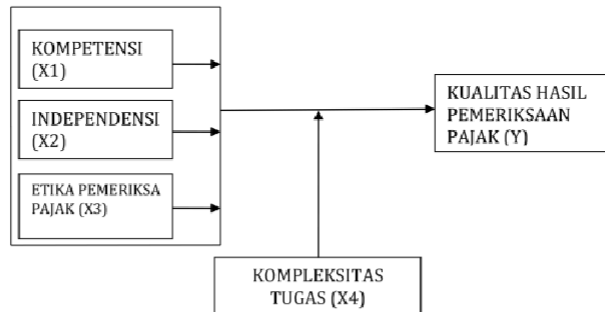 KOMPETENSI
(X1)
INDEPENDENSI
(X2)
ETIKA PEMERIKSA
PAJAK (X3)
KUALITAS HASIL
PEMERIKSAAN
PAJAK (Y)
KOMPLEKSITAS
TUGAS (X4)